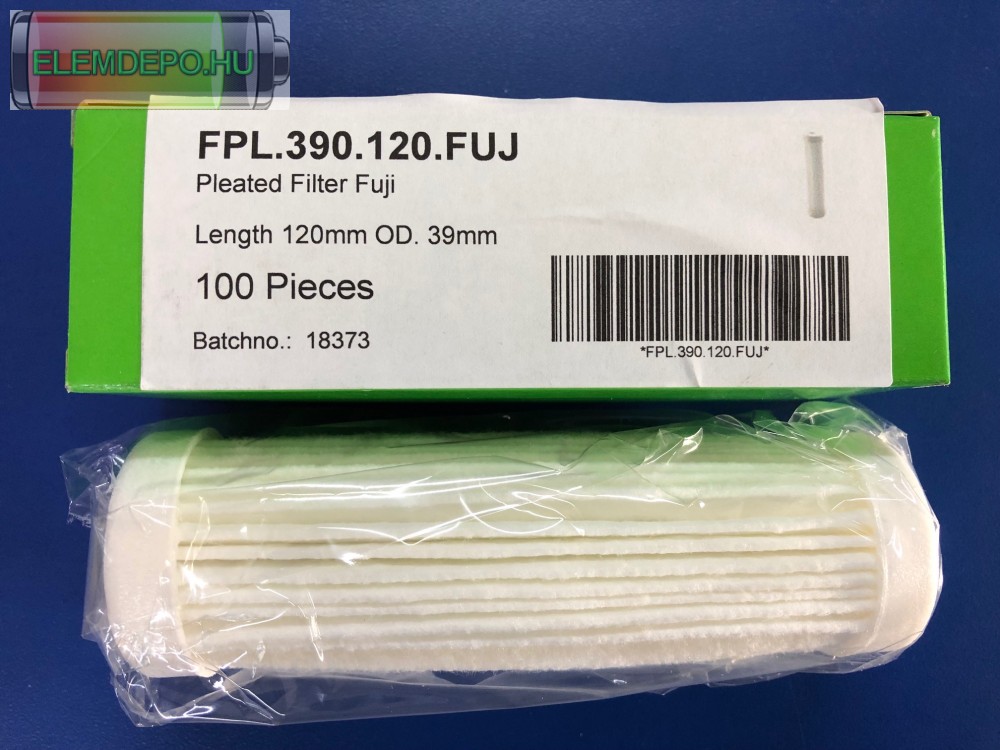 ELEMDEPO.HU
FPL.390.120.FUJ
Pleated Filter Fuji
Length 120mm OD. 39mm
100 Pieces
Batchno.: 18373
*FPL.390.120.FUJ*